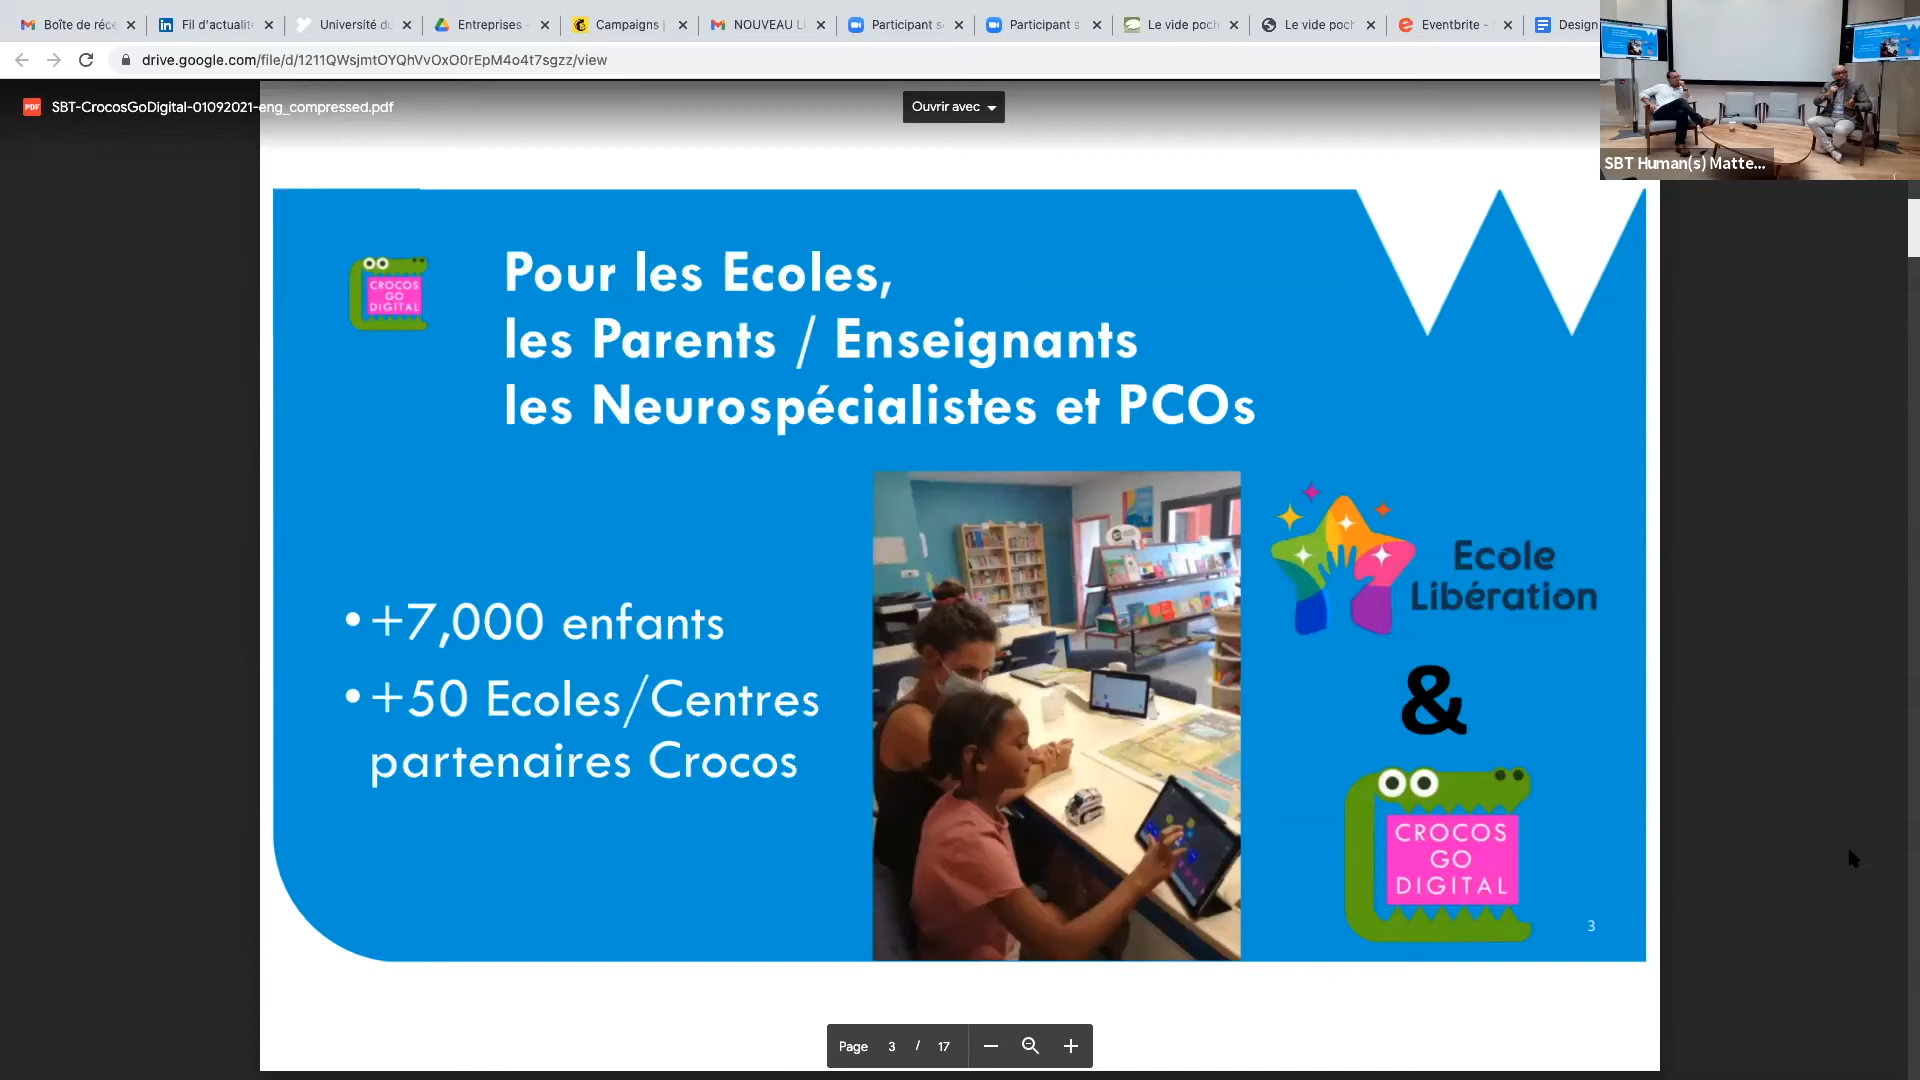 Boîte de réce
Fil d'actualité
Université du
Entreprises -
Campaigns |
NOUVEAU L
Participant s
Participant s
Le vide poch
Le vide poch
Eventbrite -
Design
drive.google.com/file/d/1211QWsjmtOYQhVvOxO0rEpM4o4t7sgzz/view
PDF
SBT-CrocosGoDigital-01092021-eng_compressed.pdf
Ouvrir avec
SBT Human(s) Matte...
CROCOS
GO
DIGITAL
Pour les Ecoles,
les Parents / Enseignants
les Neurospécialistes et PCOs
•+7,000 enfants
•+50 Ecoles/Centres
partenaires Crocos
Ecole
Libération
&
CROCOS
GO
DIGITAL
3
Page 3 / 17